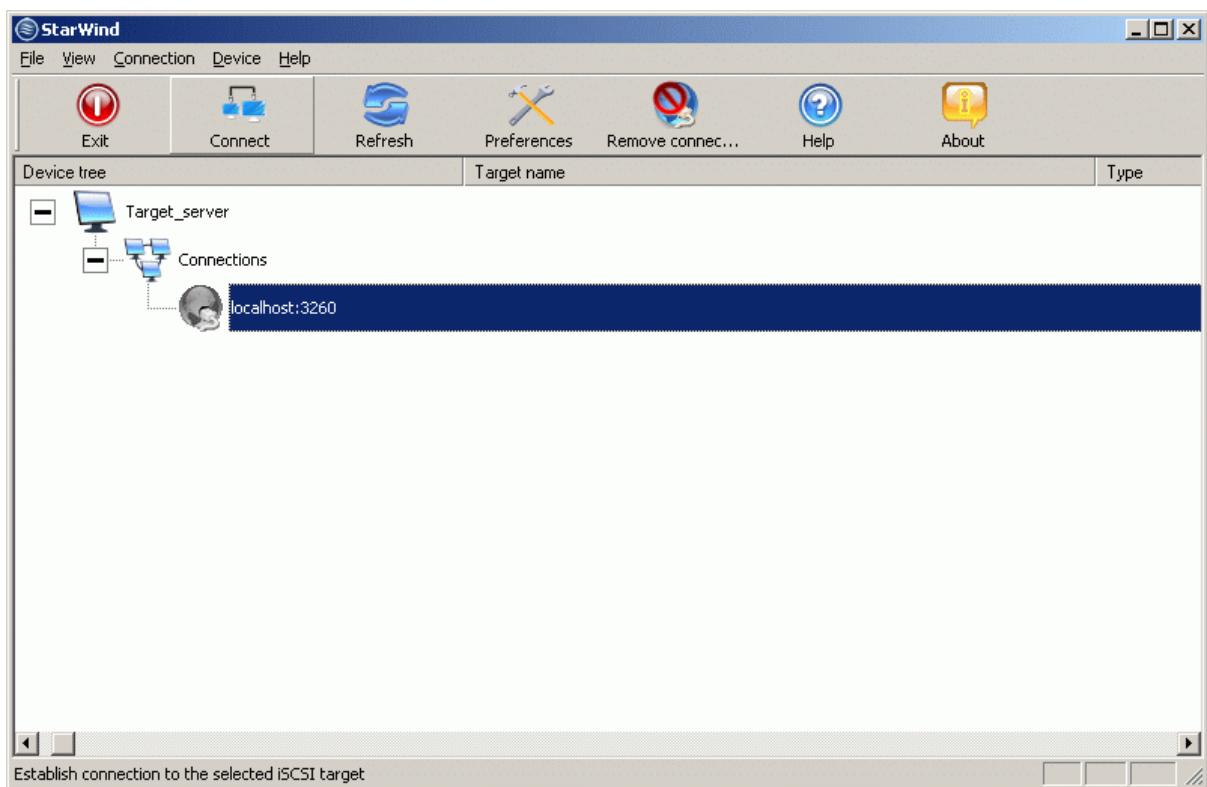 StarWind
File View Connection Device Help
Exit Connect Refresh Preferences Remove connec... Help About
Device tree Target name Type
Target_server
Connections
localhost:3260
Establish connection to the selected iSCSI target